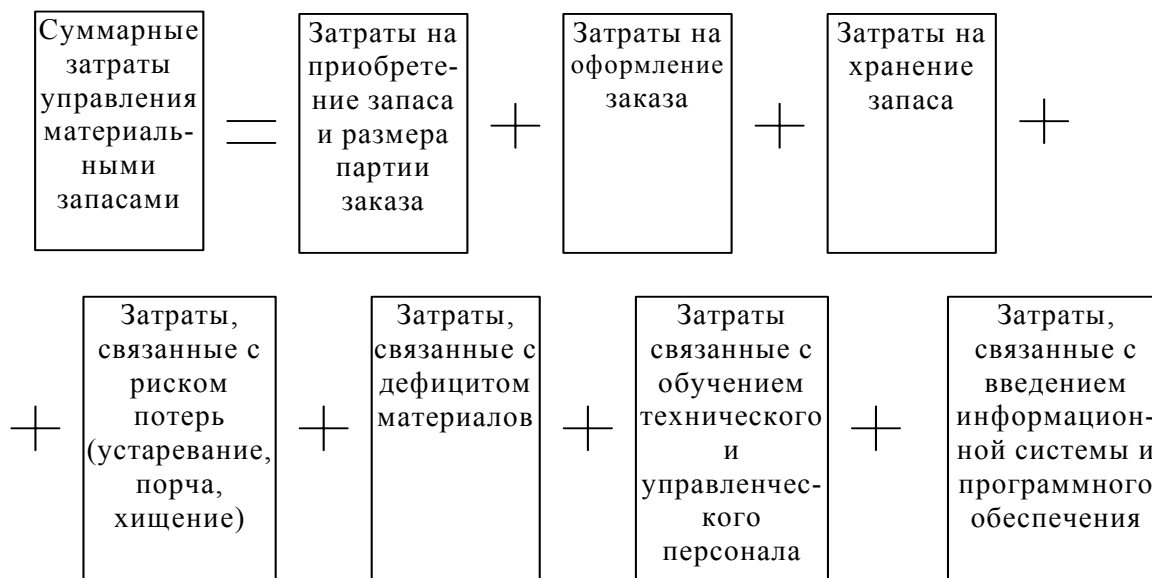 Суммарные
затраты
управления
материаль-
ными
запасами
=
Затраты на
приобрете-
ние запаса
и размера
партии
заказа
+
Затраты на
оформление
заказа
+
Затраты на
хранение
запаса
+
+
Затраты,
связанные с
риском
потерь
(устаревание,
порча,
хищение)
+
Затраты,
связанные с
дефицитом
материалов
+
Затраты
связанные с
обучением
технического
и
управленчес-
кого
персонала
+
Затраты,
связанные с
введением
информацион-
ной системы и
программного
обеспечения